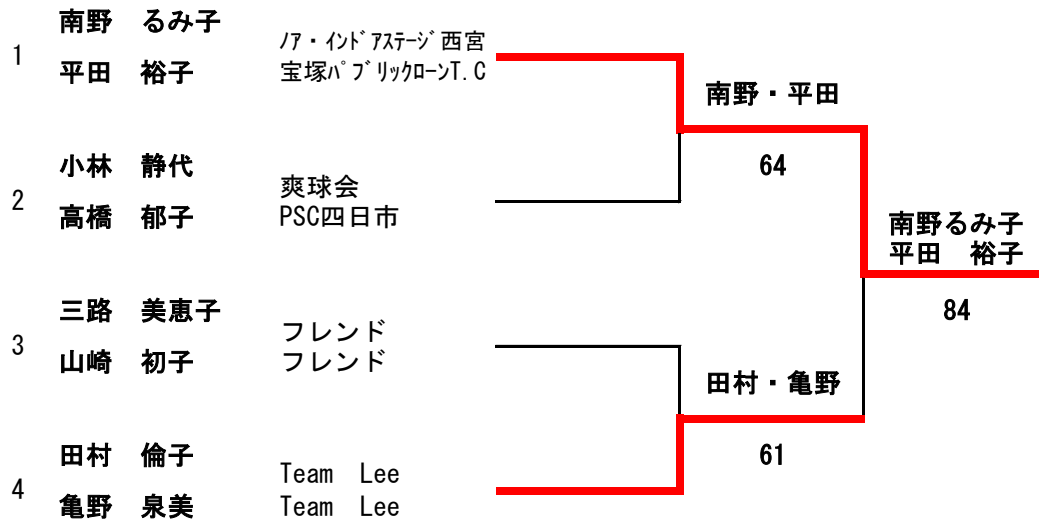 1
南野　るみ子
平田　裕子
ﾉｱ・ｲﾝﾄﾞｱｽﾃｰｼﾞ西宮
宝塚ﾊﾟﾌﾞﾘｯｸﾛｰﾝT.C
2
小林　静代
高橋　郁子
爽球会
PSC四日市
3
三路　美恵子
山崎　初子
フレンド
フレンド
4
田村　倫子
亀野　泉美
Team　Lee
Team　Lee
南野・平田
64
田村・亀野
61
南野るみ子
平田　裕子
84